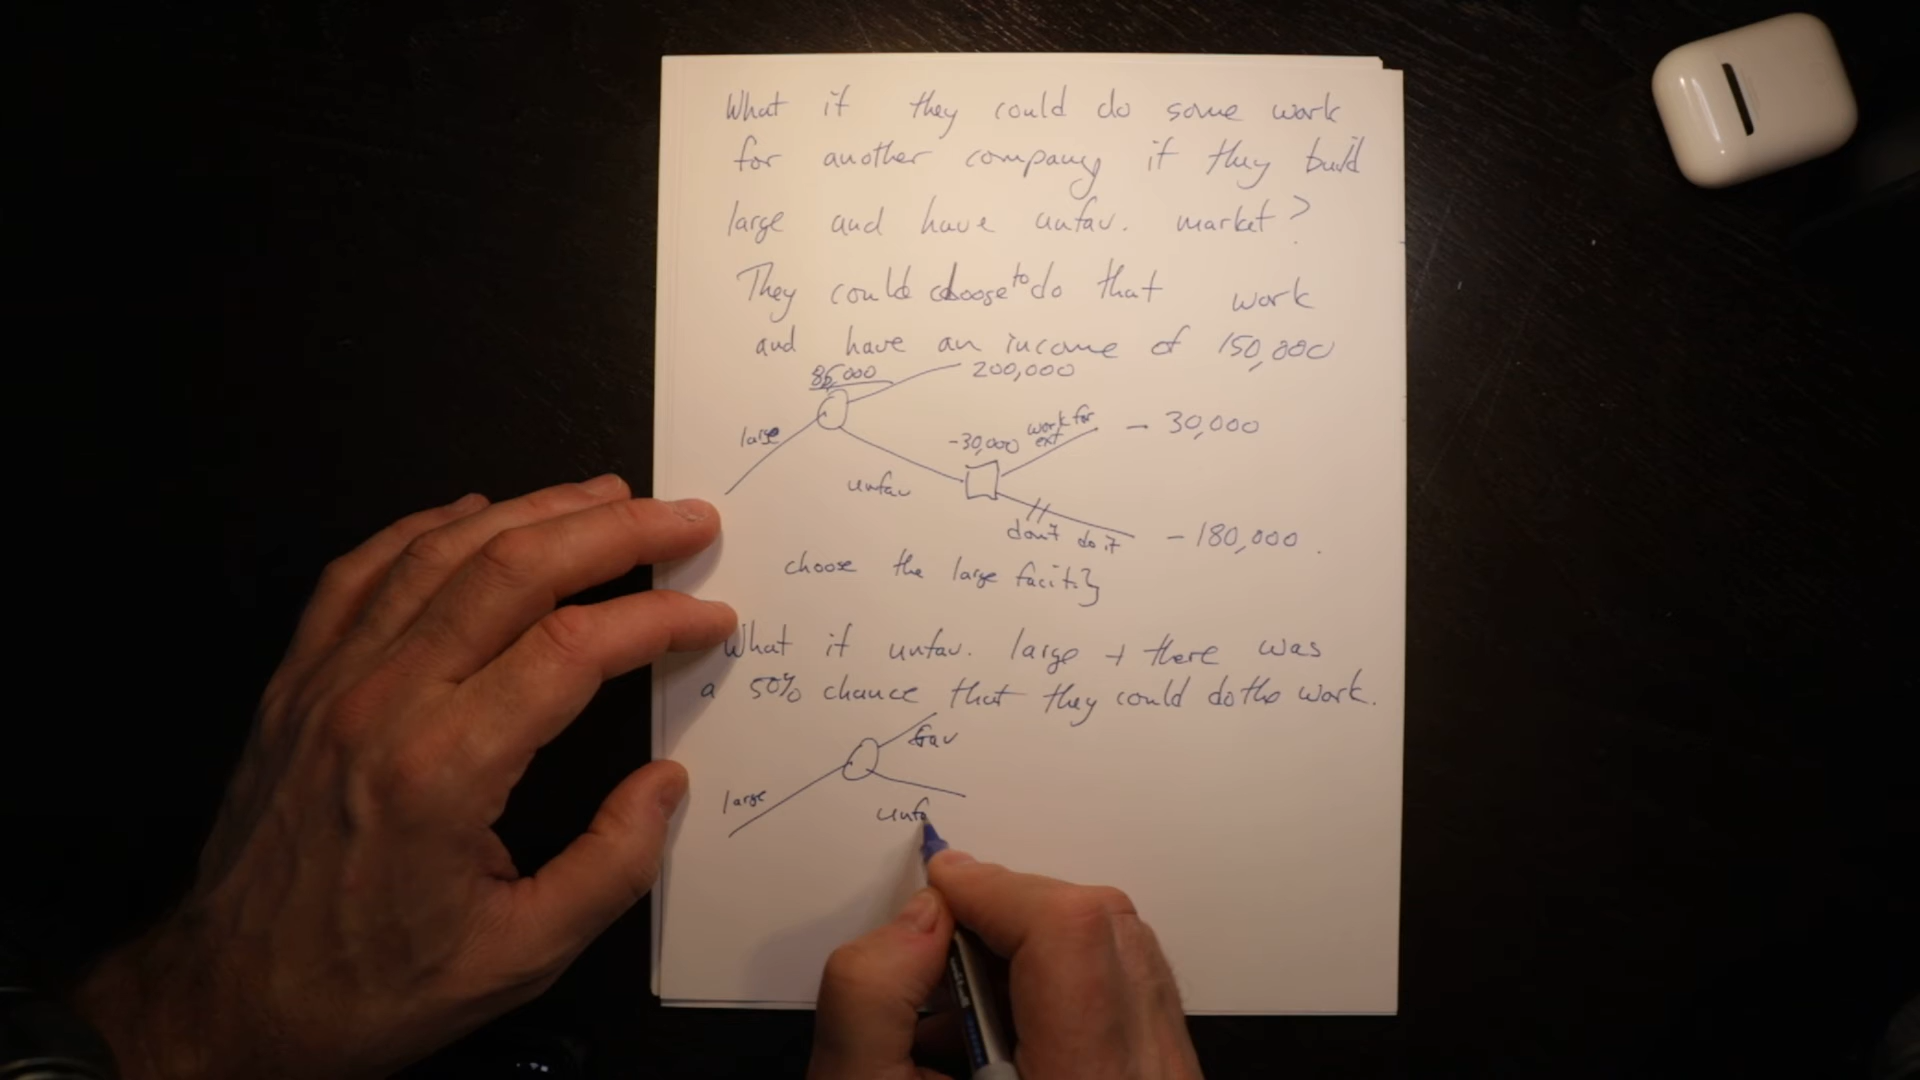 What if they could do some work
for another company if they build
large and have unfav. market?
They could choose to do that work
and have an income of 150,000
85,000 200,000
large
-30,000 work for ext - 30,000
unfav
don't do it - 180,000.
choose the large
What if unfav. large + there was
a 50% chance that they could do the work.
fav
large
unfa